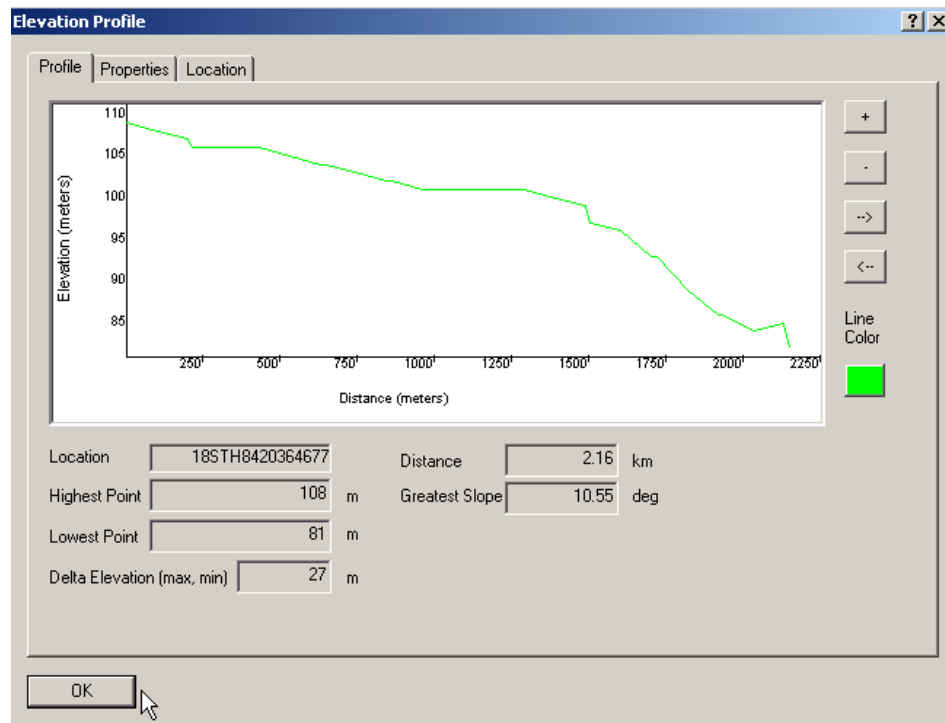 Elevation Profile
? ×
Profile Properties Location
110
105
100
95
90
85
Elevation (meters)
250 500 750 1000 1250 1500 1750 2000 2250
Distance (meters)
+
-
-->
<--
Line
Color
Location 18STH8420364677 Distance 2.16 km
Highest Point 108 m Greatest Slope 10.55 deg
Lowest Point 81 m
Delta Elevation (max, min) 27 m
OK